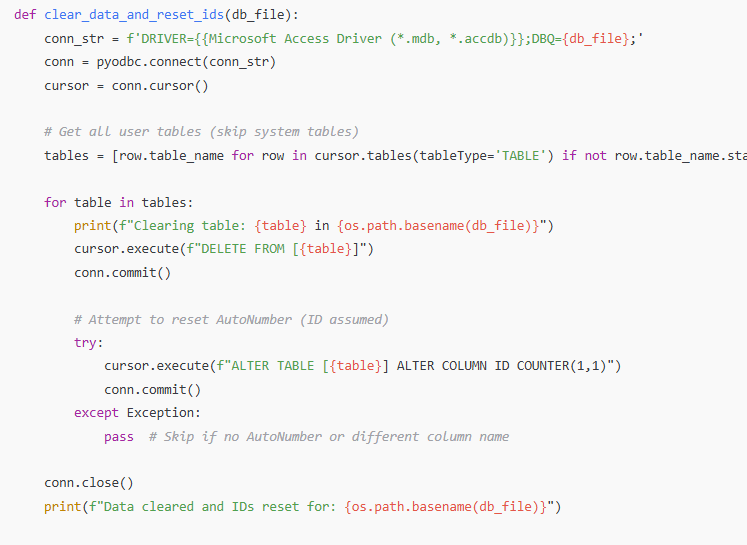 def clear_data_and_reset_ids(db_file):
    conn_str = f'DRIVER={{Microsoft Access Driver (*.mdb, *.accdb)}};DBQ={db_file};'
    conn = pyodbc.connect(conn_str)
    cursor = conn.cursor()

    # Get all user tables (skip system tables)
    tables = [row.table_name for row in cursor.tables(tableType='TABLE') if not row.table_name.sta

    for table in tables:
        print(f"Clearing table: {table} in {os.path.basename(db_file)}")
        cursor.execute(f"DELETE FROM [{table}]")
        conn.commit()

        # Attempt to reset AutoNumber (ID assumed)
        try:
            cursor.execute(f"ALTER TABLE [{table}] ALTER COLUMN ID COUNTER(1,1)")
            conn.commit()
        except Exception:
            pass  # Skip if no AutoNumber or different column name

    conn.close()
    print(f"Data cleared and IDs reset for: {os.path.basename(db_file)}")